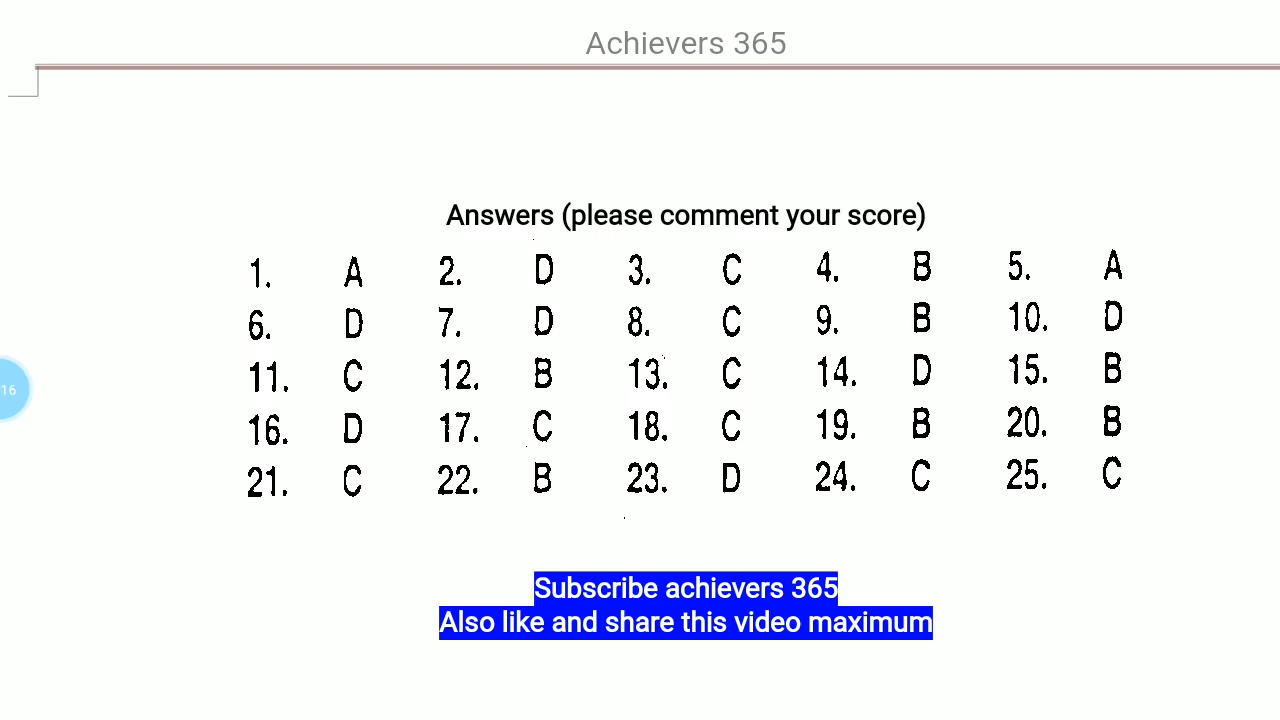 Achievers 365
Answers (please comment your score)
1. A 2. D 3. C 4. B 5. A
6. D 7. D 8. C 9. B 10. D
11. C 12. B 13. C 14. D 15. B
16. D 17. C 18. C 19. B 20. B
16
21. C 22. B 23. D 24. C 25. C
Subscribe achievers 365
Also like and share this video maximum